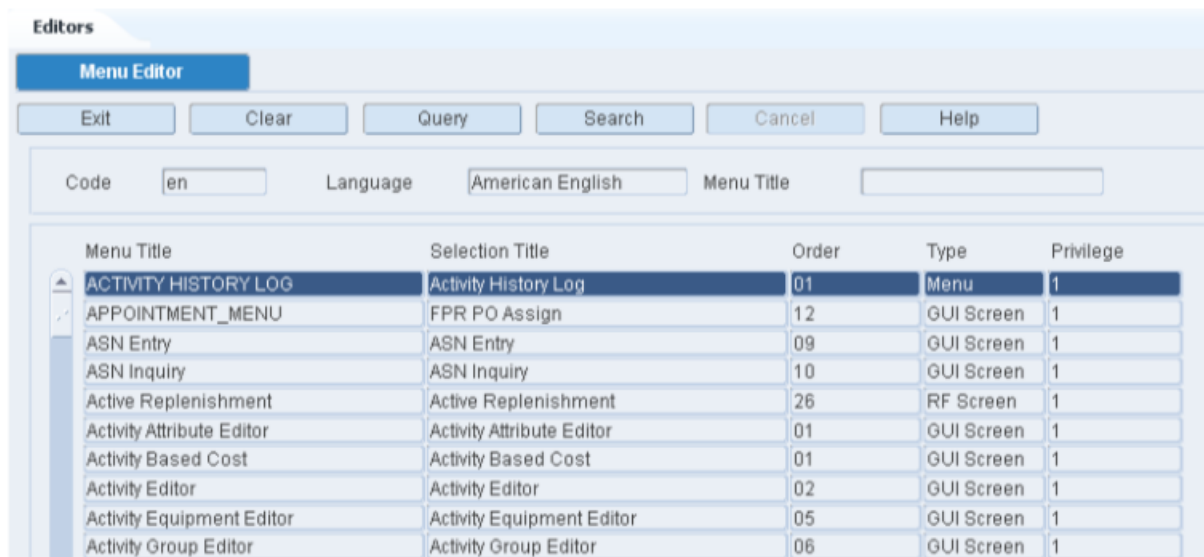 Editors
Menu Editor
Exit Clear Query Search Cancel Help
Code en Language American English Menu Title
Menu Title Selection Title Order Type Privilege
ACTIVITY HISTORY LOG Activity History Log 01 Menu 1
APPOINTMENT_MENU FPR PO Assign 12 GUI Screen 1
ASN Entry ASN Entry 09 GUI Screen 1
ASN Inquiry ASN Inquiry 10 GUI Screen 1
Active Replenishment Active Replenishment 26 RF Screen 1
Activity Attribute Editor Activity Attribute Editor 01 GUI Screen 1
Activity Based Cost Activity Based Cost 01 GUI Screen 1
Activity Editor Activity Editor 02 GUI Screen 1
Activity Equipment Editor Activity Equipment Editor 05 GUI Screen 1
Activity Group Editor Activity Group Editor 06 GUI Screen 1